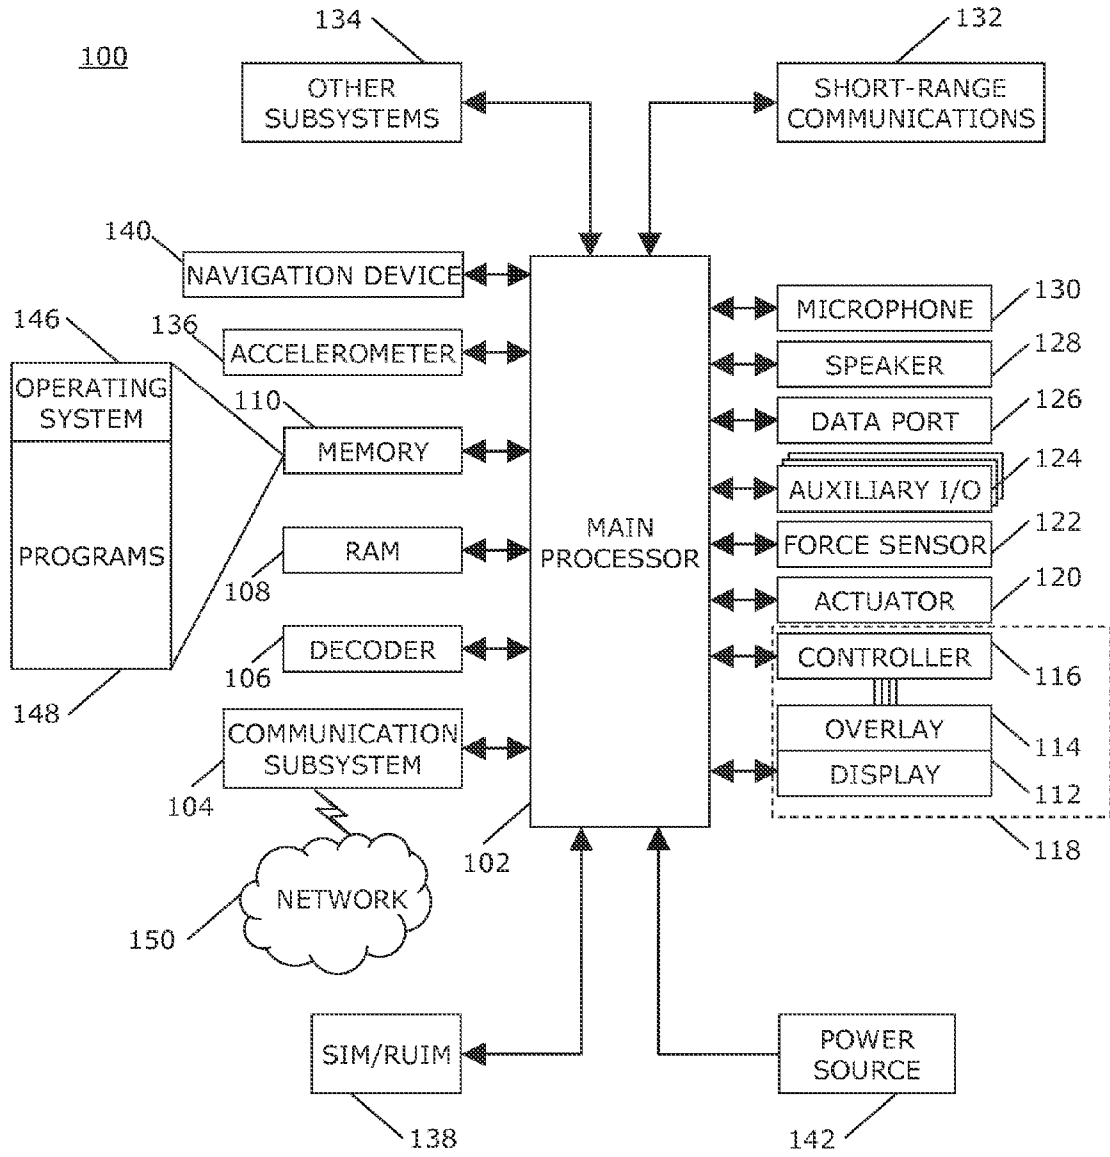 134
132
100
OTHER
SUBSYSTEMS
SHORT-RANGE
COMMUNICATIONS
140
NAVIGATION DEVICE
146
136
ACCELEROMETER
OPERATING
SYSTEM
110
MEMORY
PROGRAMS
RAM
108
DECODER
106
148
COMMUNICATION
SUBSYSTEM
104
MAIN
PROCESSOR
102
MICROPHONE
130
SPEAKER
128
DATA PORT
126
AUXILIARY I/O
124
FORCE SENSOR
122
ACTUATOR
120
CONTROLLER
116
OVERLAY
114
DISPLAY
112
118
NETWORK
150
SIM/RUIM
138
POWER
SOURCE
142